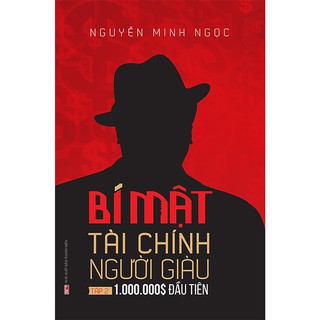 NGUYỄN MINH NGỌC
BÍ MẬT
TÀI CHÍNH
NGƯỜI GIÀU
TẬP 2 1.000.000$ ĐẦU TIÊN